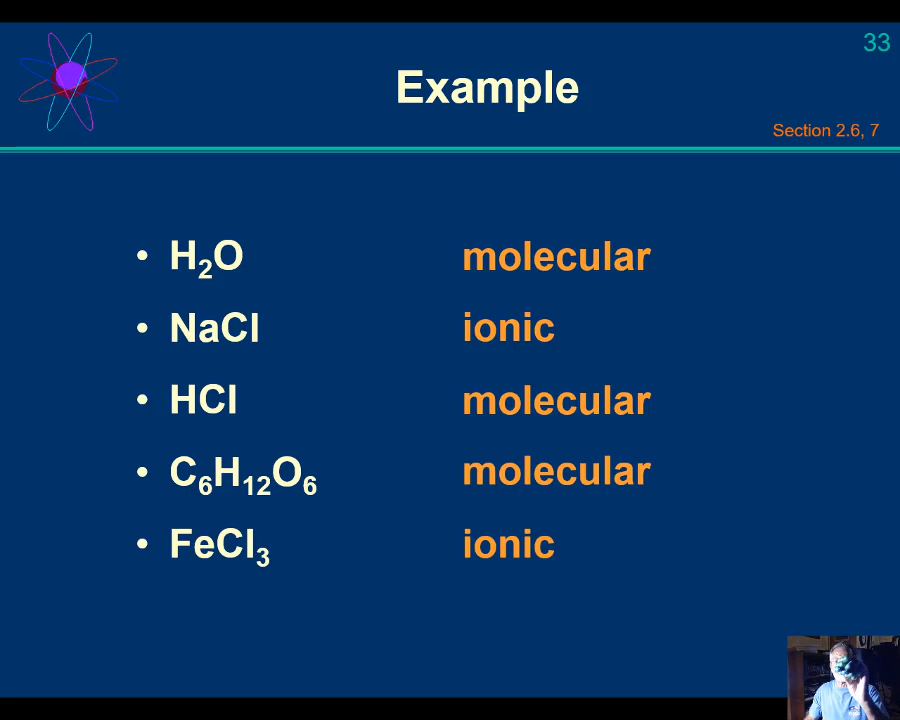 33
Example
Section 2.6, 7
• H₂O molecular
• NaCl ionic
• HCl molecular
• C₆H₁₂O₆ molecular
• FeCl₃ ionic